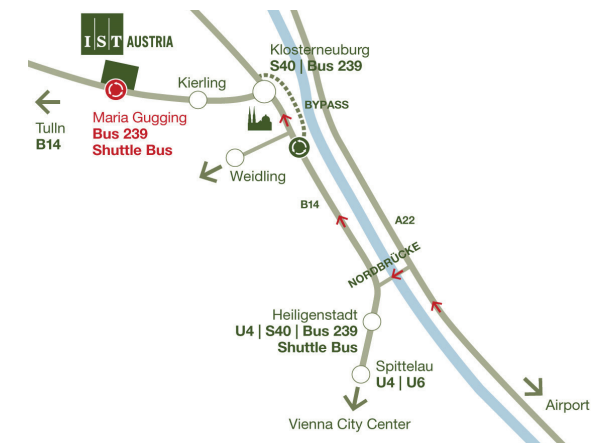 I|S|T AUSTRIA
Klosterneuburg
S40 | Bus 239
Kierling
BYPASS
Maria Gugging
Bus 239
Shuttle Bus
Tulln
B14
Weidling
B14
A22
NORDBRÜCKE
Heiligenstadt
U4 | S40 | Bus 239
Shuttle Bus
Spittelau
U4 | U6
Airport
Vienna City Center